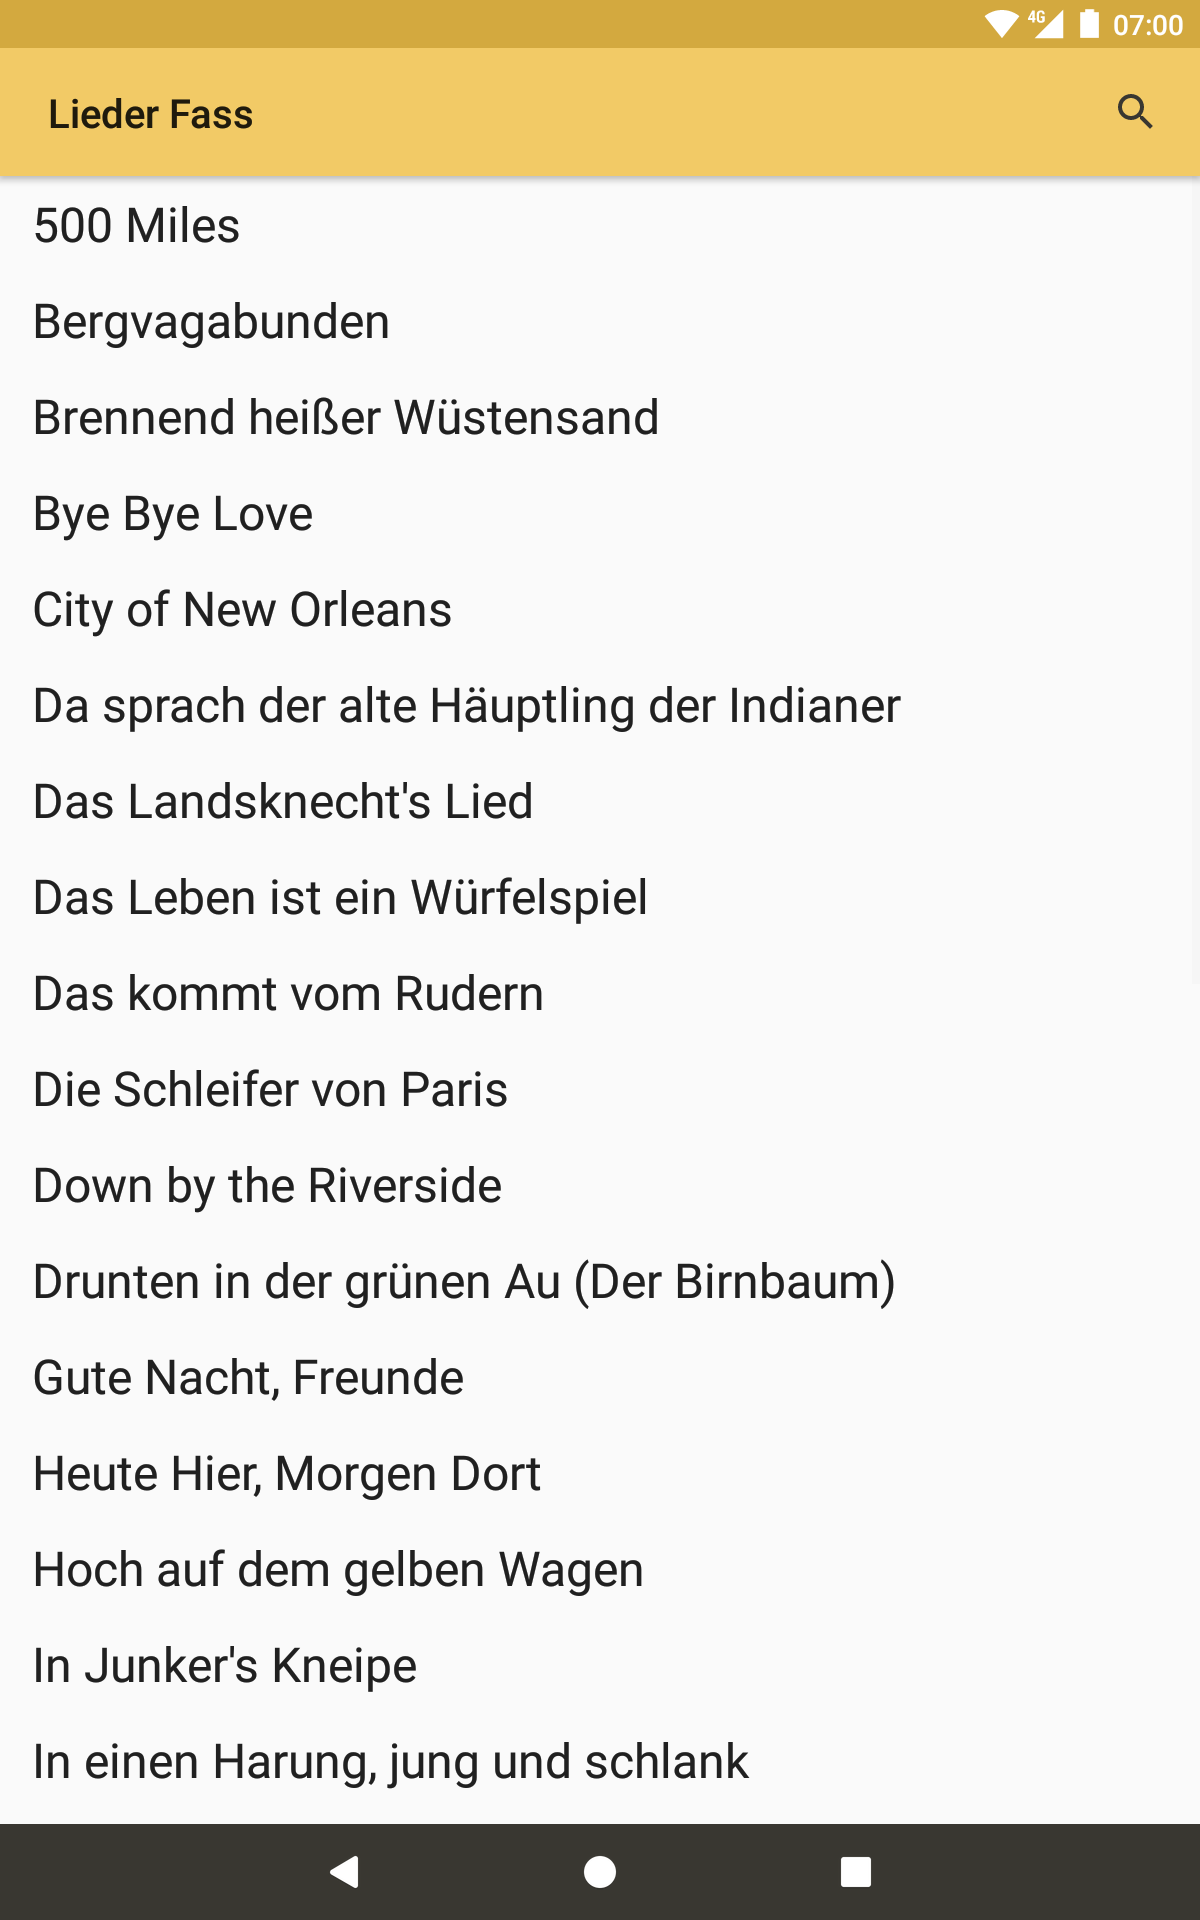 4G 07:00
Lieder Fass
500 Miles
Bergvagabunden
Brennend heißer Wüstensand
Bye Bye Love
City of New Orleans
Da sprach der alte Häuptling der Indianer
Das Landsknecht's Lied
Das Leben ist ein Würfelspiel
Das kommt vom Rudern
Die Schleifer von Paris
Down by the Riverside
Drunten in der grünen Au (Der Birnbaum)
Gute Nacht, Freunde
Heute Hier, Morgen Dort
Hoch auf dem gelben Wagen
In Junker's Kneipe
In einen Harung, jung und schlank